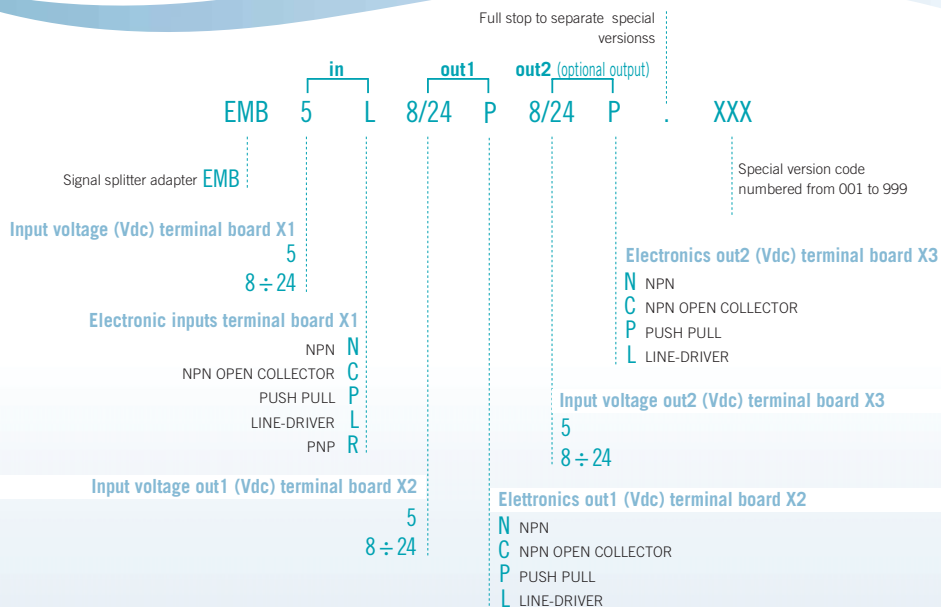 Full stop to separate special
versionss
in
out1
out2 (optional output)
EMB 5 L 8/24 P 8/24 P . XXX
Signal splitter adapter EMB
Special version code
numbered from 001 to 999
Input voltage (Vdc) terminal board X1
5
8 ÷ 24
Electronic inputs terminal board X1
NPN N
NPN OPEN COLLECTOR C
PUSH PULL P
LINE-DRIVER L
PNP R
Input voltage out1 (Vdc) terminal board X2
5
8 ÷ 24
Electronics out2 (Vdc) terminal board X3
N NPN
C NPN OPEN COLLECTOR
P PUSH PULL
L LINE-DRIVER
Input voltage out2 (Vdc) terminal board X3
5
8 ÷ 24
Elettronics out1 (Vdc) terminal board X2
N NPN
C NPN OPEN COLLECTOR
P PUSH PULL
L LINE-DRIVER